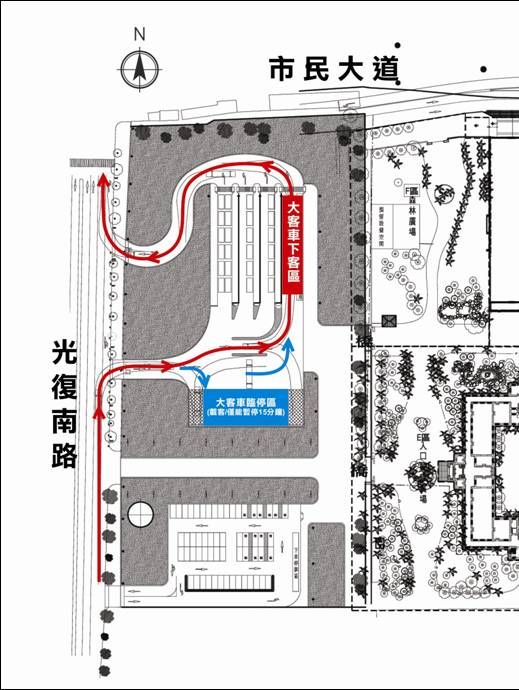 N
市民大道
F區
森林廣場
大客車下客區
光復南路
大客車臨停區
(載客/僅能暫停15分鐘)
E區
入口
廣場